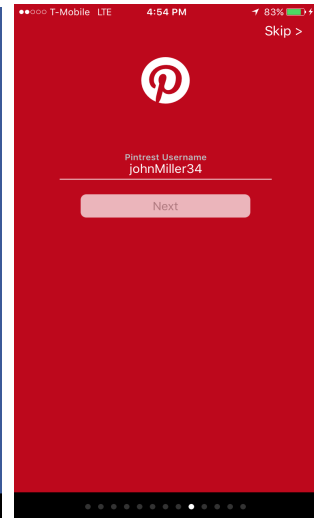 T-Mobile LTE 4:54 PM 83%
Skip >
Pintrest Username
johnMiller34
Next